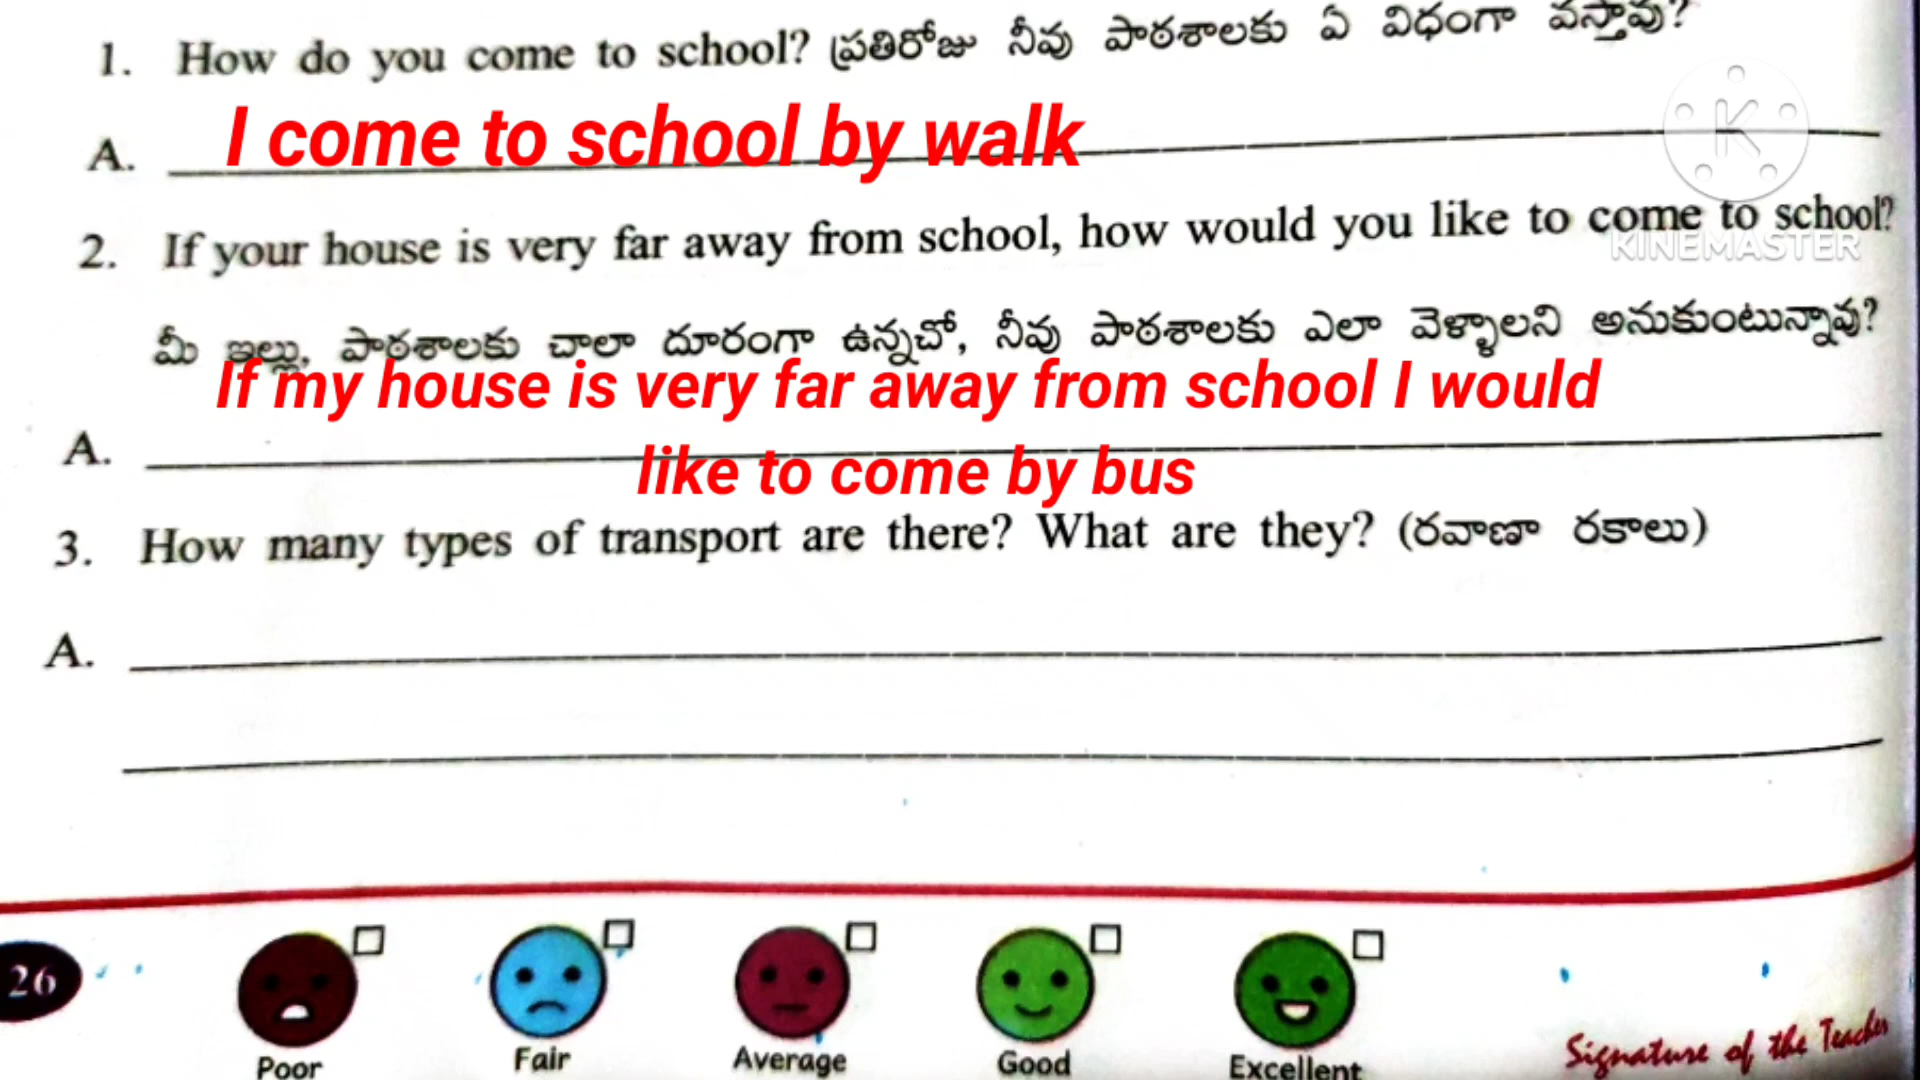 1. How do you come to school? (ప్రతిరోజు నీవు పాఠశాలకు ఏ విధంగా వస్తావు?
A. I come to school by walk
2. If your house is very far away from school, how would you like to come to school?
KINEMASTER
మీ ఇల్లు, పాఠశాలకు చాలా దూరంగా ఉన్నచో, నీవు పాఠశాలకు ఎలా వెళ్ళాలని అనుకుంటున్నావు?
If my house is very far away from school I would
A. like to come by bus
3. How many types of transport are there? What are they? (రవాణా రకాలు)
A.
26
Poor Fair Average Good Excellent
Signature of the Teacher